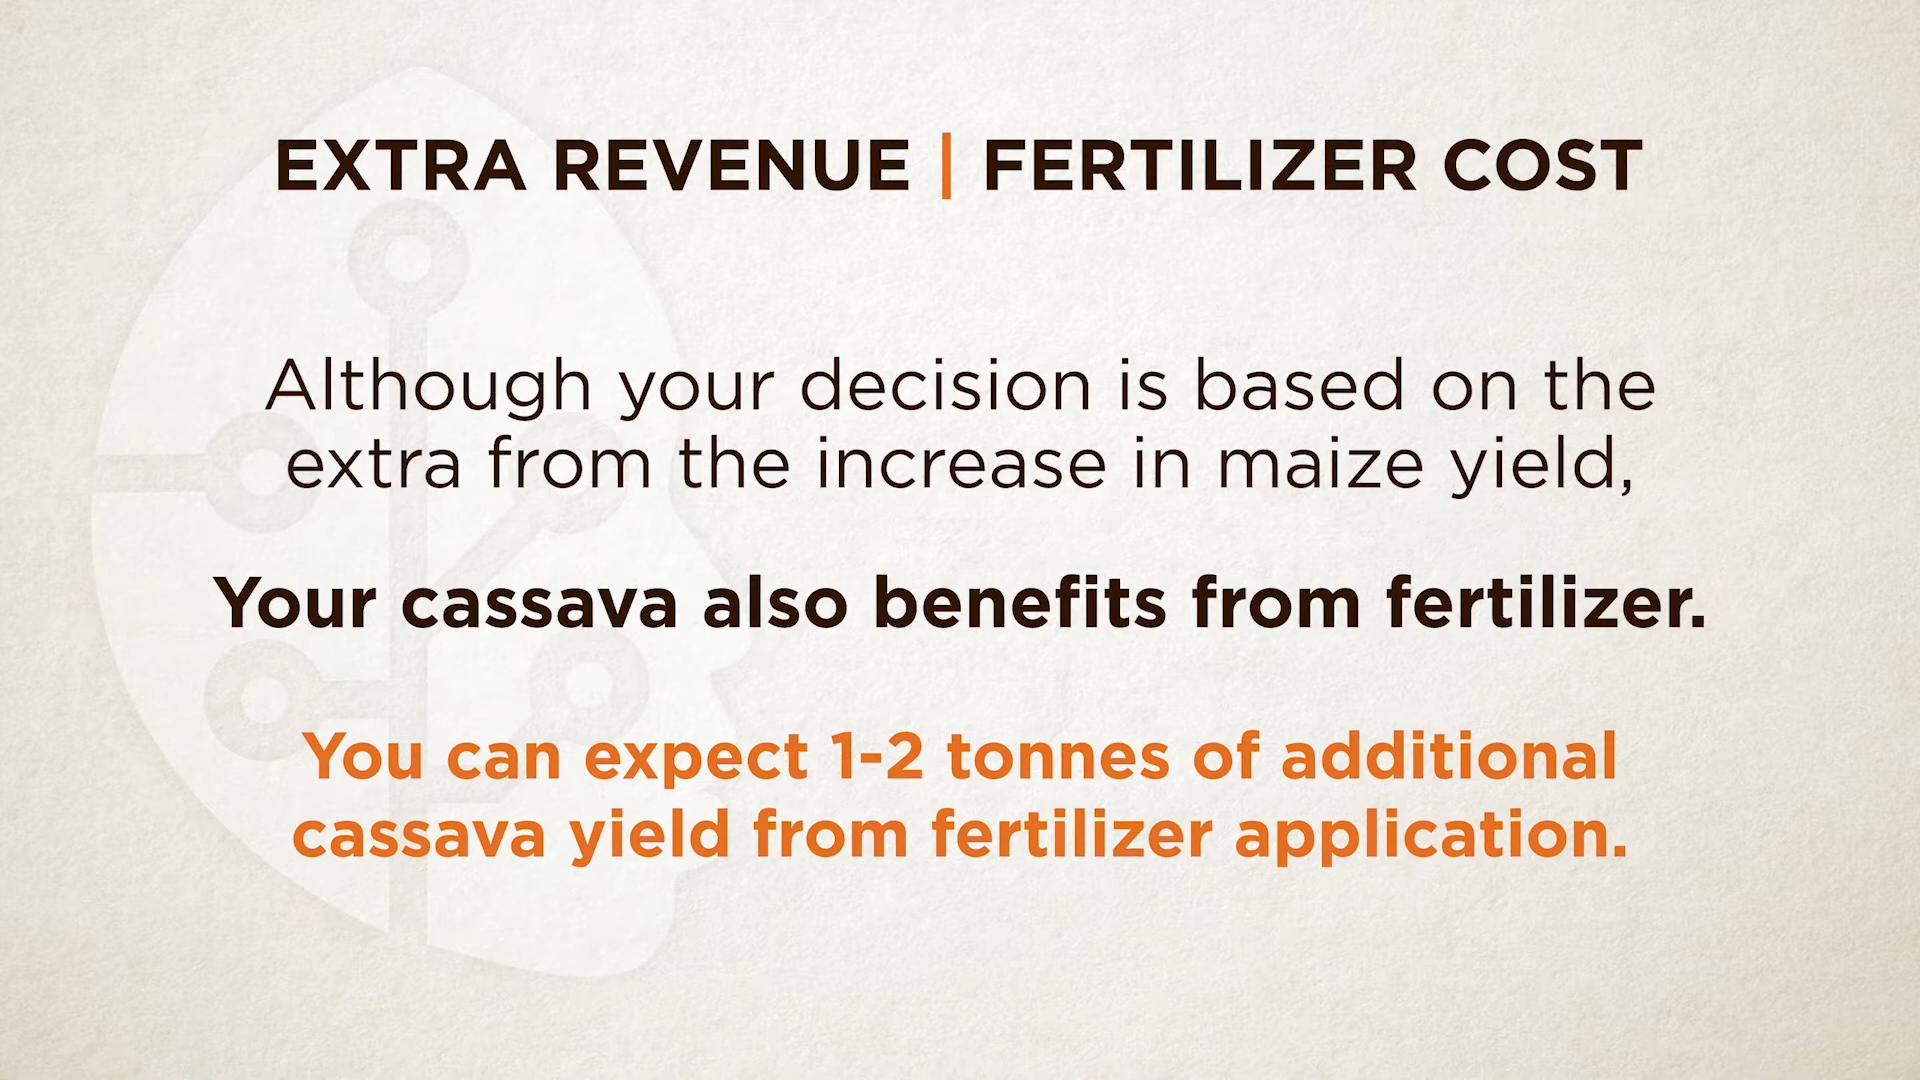 EXTRA REVENUE | FERTILIZER COST
Although your decision is based on the
extra from the increase in maize yield,
Your cassava also benefits from fertilizer.
You can expect 1-2 tonnes of additional
cassava yield from fertilizer application.